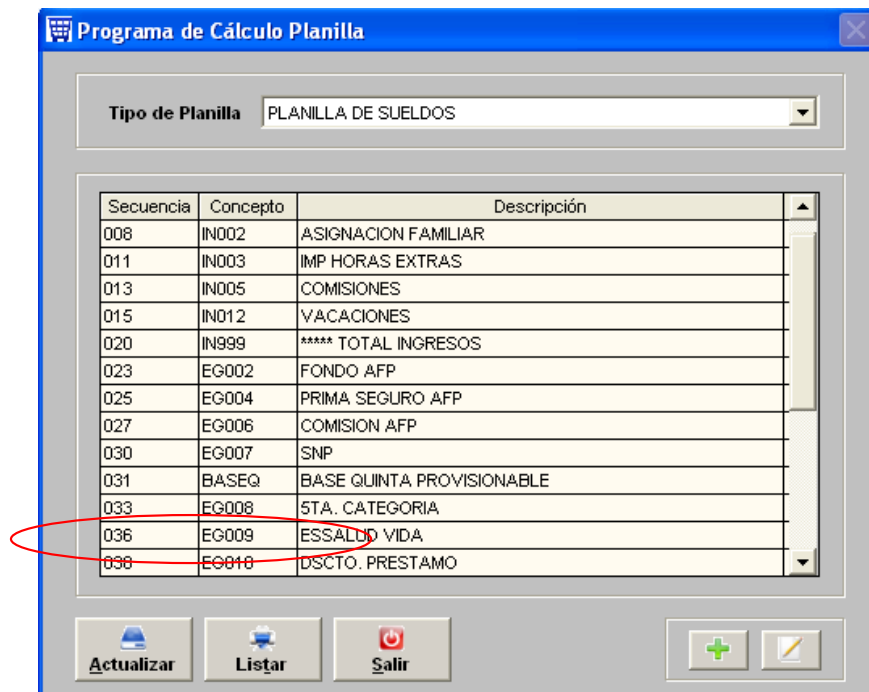 Programa de Cálculo Planilla
Tipo de Planilla PLANILLA DE SUELDOS
Secuencia Concepto Descripción
008 IN002 ASIGNACION FAMILIAR
011 IN003 IMP HORAS EXTRAS
013 IN005 COMISIONES
015 IN012 VACACIONES
020 IN999 ***** TOTAL INGRESOS
023 EG002 FONDO AFP
025 EG004 PRIMA SEGURO AFP
027 EG006 COMISION AFP
030 EG007 SNP
031 BASEQ BASE QUINTA PROVISIONABLE
033 EG008 5TA. CATEGORIA
036 EG009 ESSALUD VIDA
038 EG010 DSCTO. PRESTAMO
Actualizar Listar Salir